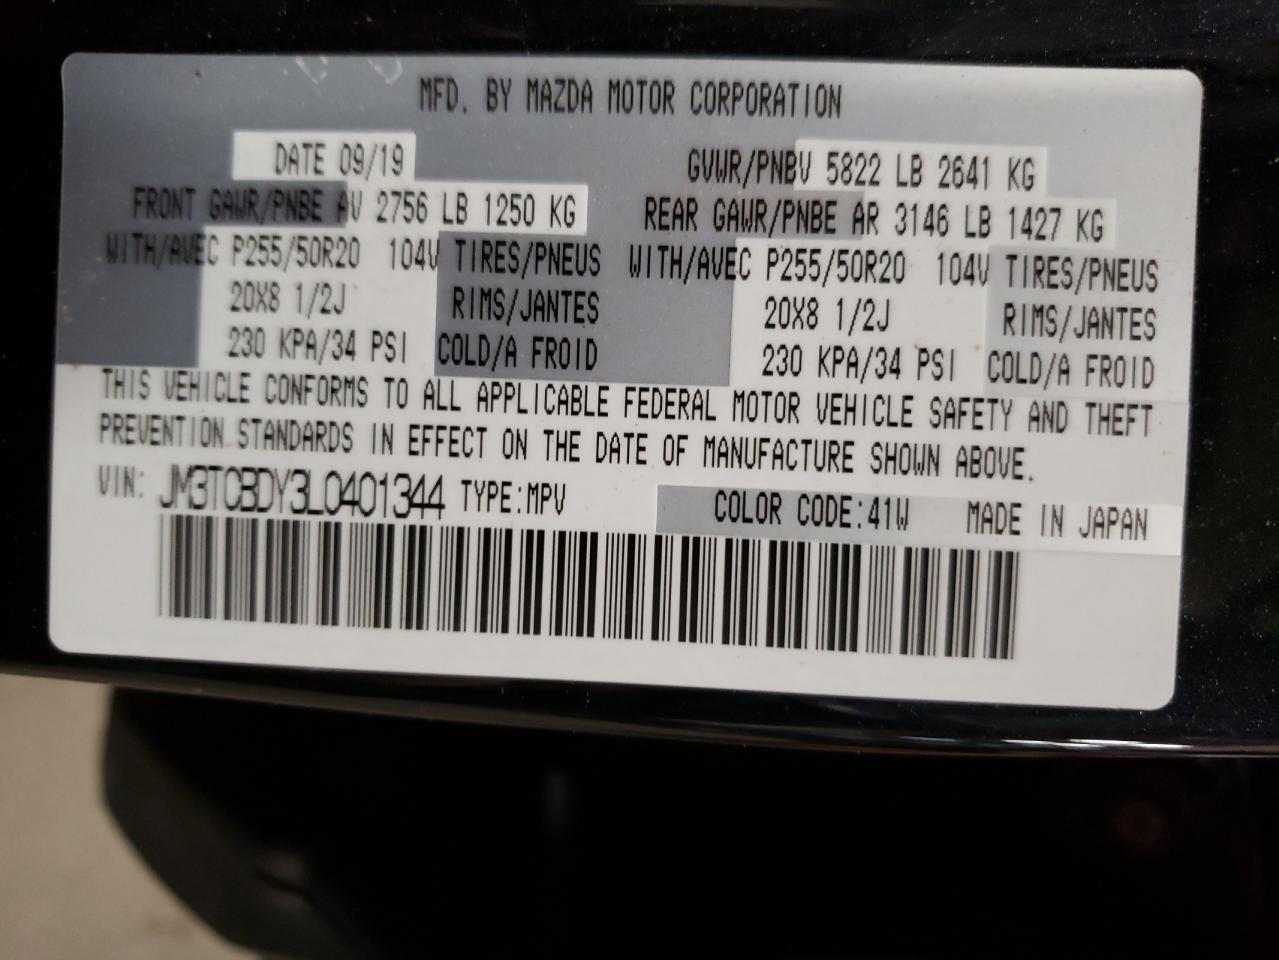 MFD. BY MAZDA MOTOR CORPORATION
DATE 09/19 GVWR/PNBV 5822 LB 2641 KG
FRONT GAWR/PNBE AV 2756 LB 1250 KG REAR GAWR/PNBE AR 3146 LB 1427 KG
WITH/AVEC P255/50R20 104V TIRES/PNEUS WITH/AVEC P255/50R20 104V TIRES/PNEUS
20X8 1/2J RIMS/JANTES 20X8 1/2J RIMS/JANTES
230 KPA/34 PSI COLD/A FROID 230 KPA/34 PSI COLD/A FROID
THIS VEHICLE CONFORMS TO ALL APPLICABLE FEDERAL MOTOR VEHICLE SAFETY AND THEFT
PREVENTION STANDARDS IN EFFECT ON THE DATE OF MANUFACTURE SHOWN ABOVE.
VIN: JM3TCBDY3L0401344 TYPE:MPV COLOR CODE:41W MADE IN JAPAN